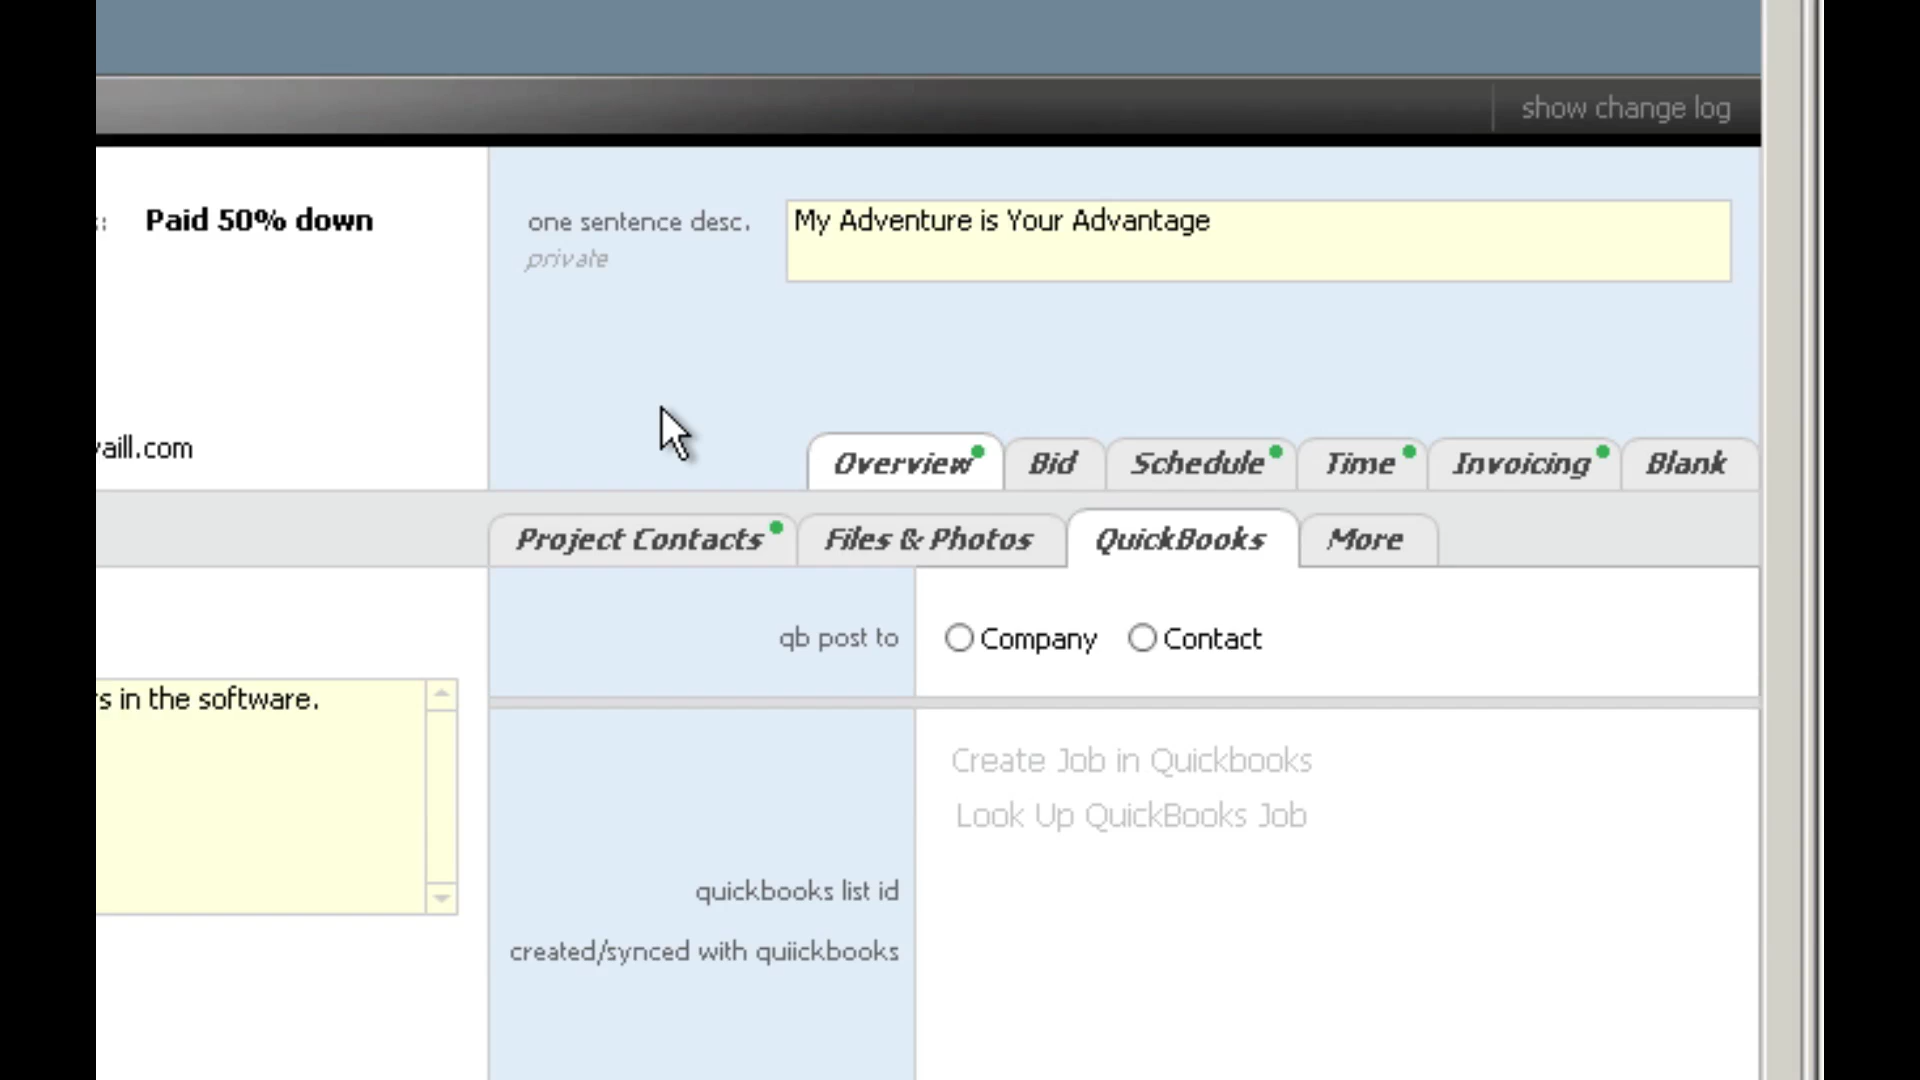 show change log
Paid 50% down
one sentence desc.
My Adventure is Your Advantage
private
vaill.com
Overview
Bid
Schedule
Time
Invoicing
Blank
Project Contacts
Files & Photos
QuickBooks
More
qb post to
Company
Contact
s in the software.
Create Job in Quickbooks
Look Up QuickBooks Job
quickbooks list id
created/synced with quiickbooks